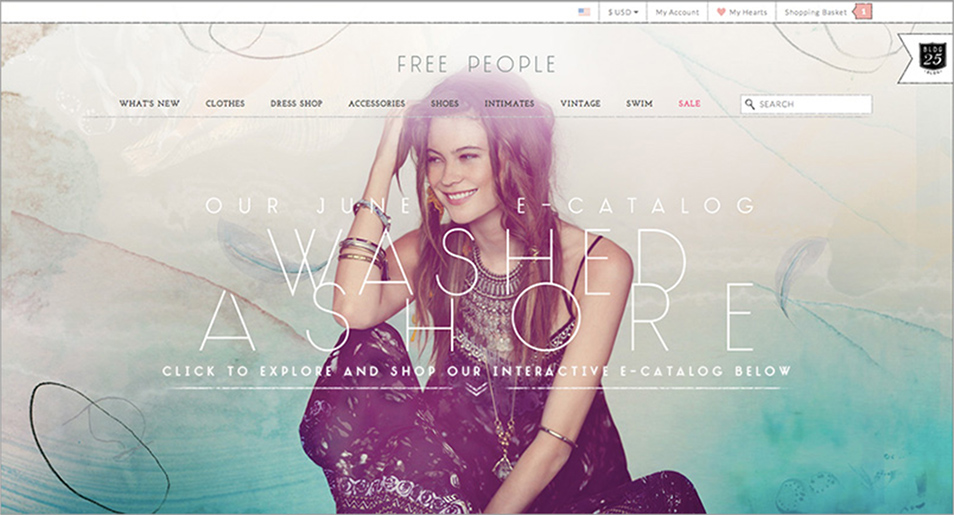 $ USD
My Account
My Hearts
Shopping Basket
1
BLDG
25
BLOG
FREE PEOPLE
WHAT'S NEW
CLOTHES
DRESS SHOP
ACCESSORIES
SHOES
INTIMATES
VINTAGE
SWIM
SALE
SEARCH
OUR JUNE E-CATALOG
WASHED
ASHORE
CLICK TO EXPLORE AND SHOP OUR INTERACTIVE E-CATALOG BELOW